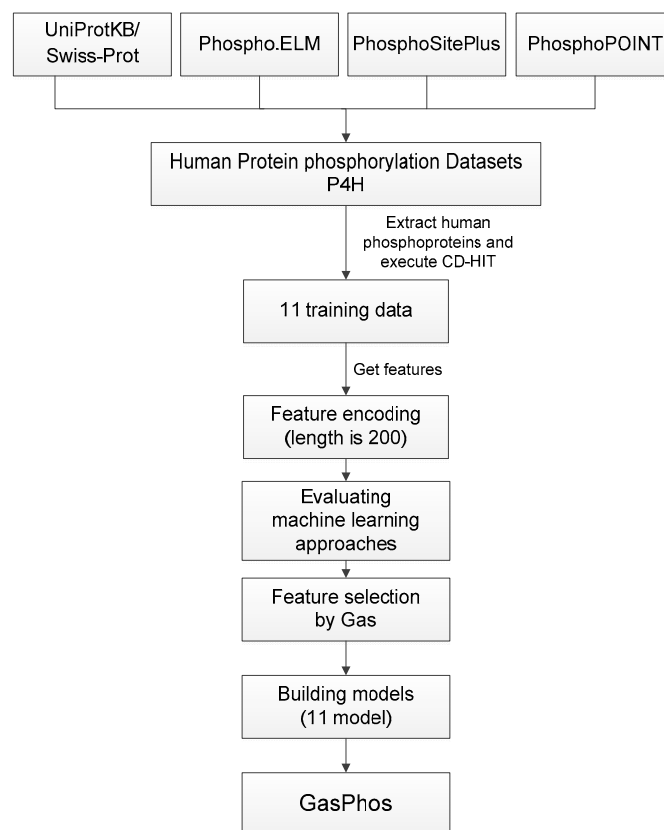 UniProtKB/
Swiss-Prot
Phospho.ELM
PhosphoSitePlus
PhosphoPOINT
Human Protein phosphorylation Datasets
P4H
Extract human
phosphoproteins and
execute CD-HIT
11 training data
Get features
Feature encoding
(length is 200)
Evaluating
machine learning
approaches
Feature selection
by Gas
Building models
(11 model)
GasPhos